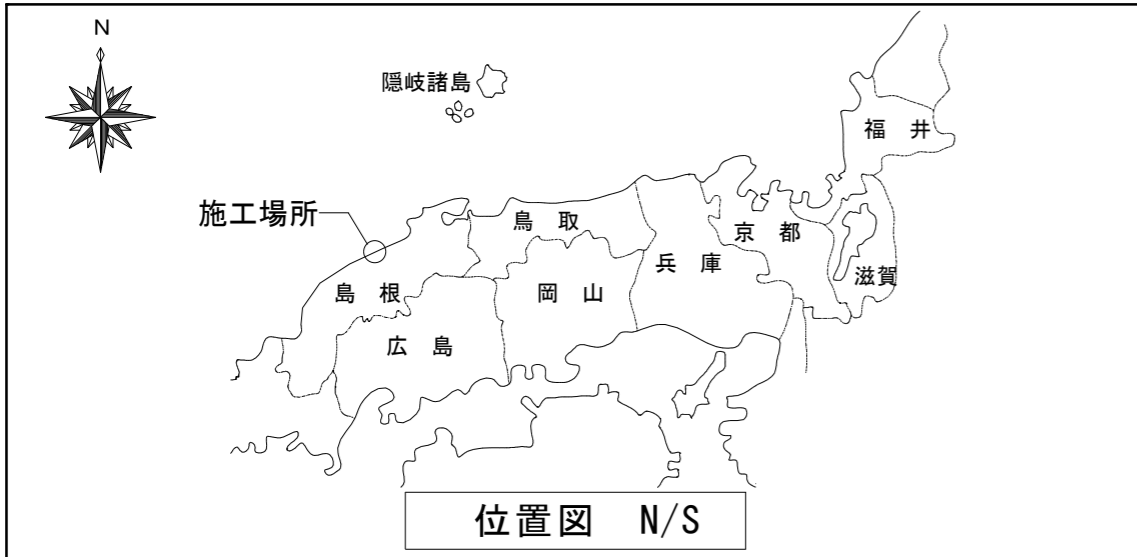 N
隠岐諸島
福 井
施工場所
鳥 取
京 都
兵 庫
滋賀
島 根
岡 山
広 島
位置図 N/S